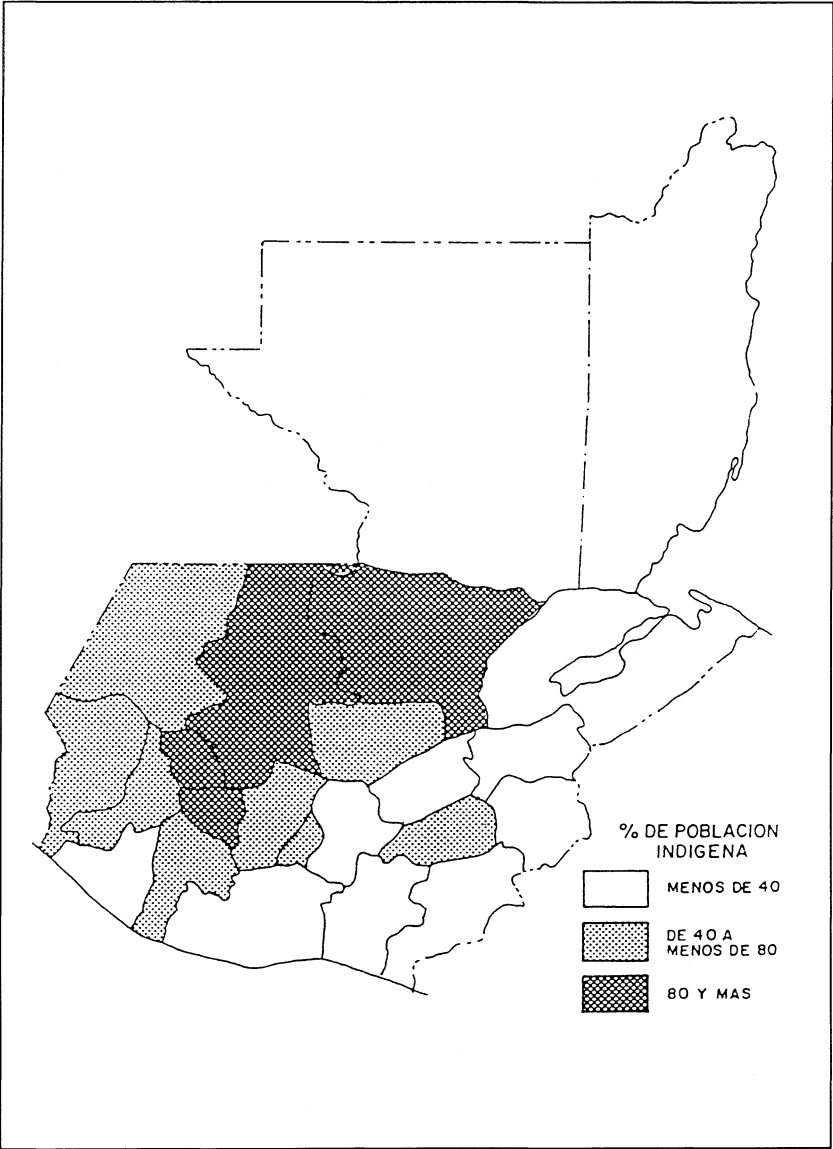 % DE POBLACION
INDIGENA
MENOS DE 40
DE 40 A
MENOS DE 80
80 Y MAS